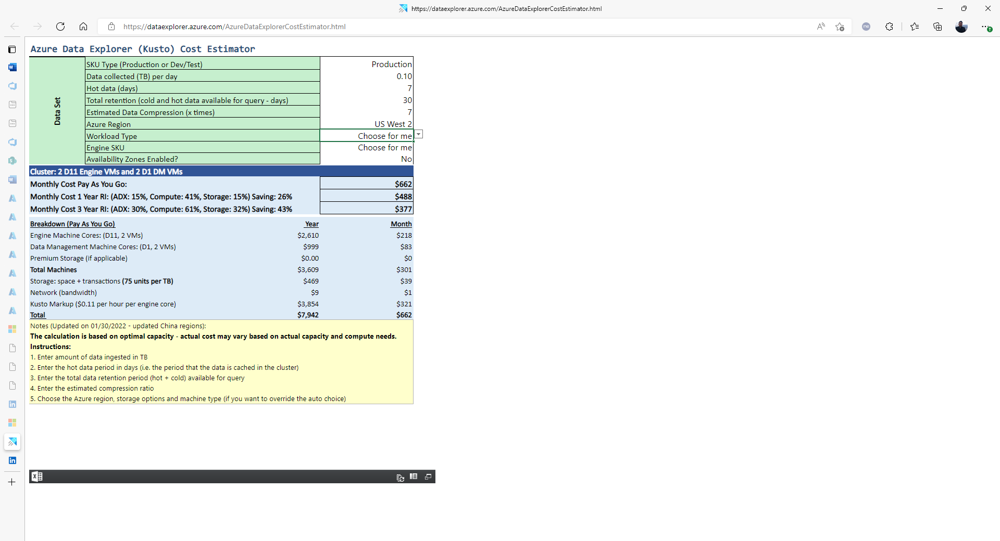 https://dataexplorer.azure.com/AzureDataExplorerCostEstimator.html
https://dataexplorer.azure.com/AzureDataExplorerCostEstimator.html
Azure Data Explorer (Kusto) Cost Estimator
Data Set
SKU Type (Production or Dev/Test) Production
Data collected (TB) per day 0.10
Hot data (days) 7
Total retention (cold and hot data available for query - days) 30
Estimated Data Compression (x times) 7
Azure Region US West 2
Workload Type Choose for me
Engine SKU Choose for me
Availability Zones Enabled? No
Cluster: 2 D11 Engine VMs and 2 D1 DM VMs
Monthly Cost Pay As You Go: $662
Monthly Cost 1 Year RI: (ADX: 15%, Compute: 41%, Storage: 15%) Saving: 26% $488
Monthly Cost 3 Year RI: (ADX: 30%, Compute: 61%, Storage: 32%) Saving: 43% $377
Breakdown (Pay As You Go) Year Month
Engine Machine Cores: (D11, 2 VMs) $2,610 $218
Data Management Machine Cores: (D1, 2 VMs) $999 $83
Premium Storage (if applicable) $0.00 $0
Total Machines $3,609 $301
Storage: space + transactions (75 units per TB) $469 $39
Network (bandwidth) $9 $1
Kusto Markup ($0.11 per hour per engine core) $3,854 $321
Total $7,942 $662
Notes (Updated on 01/30/2022 - updated China regions):
The calculation is based on optimal capacity - actual cost may vary based on actual capacity and compute needs.
Instructions:
1. Enter amount of data ingested in TB
2. Enter the hot data period in days (i.e. the period that the data is cached in the cluster)
3. Enter the total data retention period (hot + cold) available for query
4. Enter the estimated compression ratio
5. Choose the Azure region, storage options and machine type (if you want to override the auto choice)